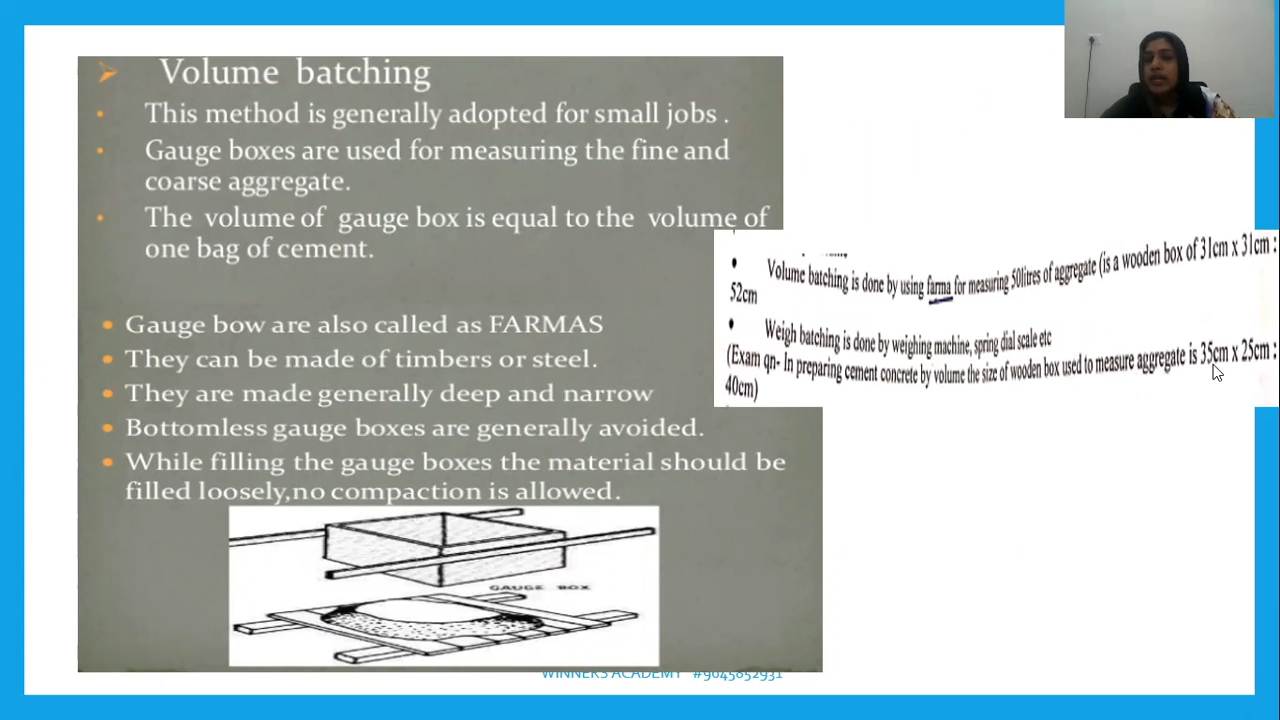 Volume batching
This method is generally adopted for small jobs .
Gauge boxes are used for measuring the fine and
coarse aggregate.
The volume of gauge box is equal to the volume of
one bag of cement.
Gauge bow are also called as FARMAS
They can be made of timbers or steel.
They are made generally deep and narrow
Bottomless gauge boxes are generally avoided.
While filling the gauge boxes the material should be
filled loosely,no compaction is allowed.
GAUGE BOX
Volume batching is done by using farma for measuring 50litres of aggregate (is a wooden box of 31cm x 31cm :
52cm
Weigh batching is done by weighing machine, spring dial scale etc
(Exam qn- In preparing cement concrete by volume the size of wooden box used to measure aggregate is 35cm x 25cm :
40cm)
WINNERS ACADEMY #9645852931